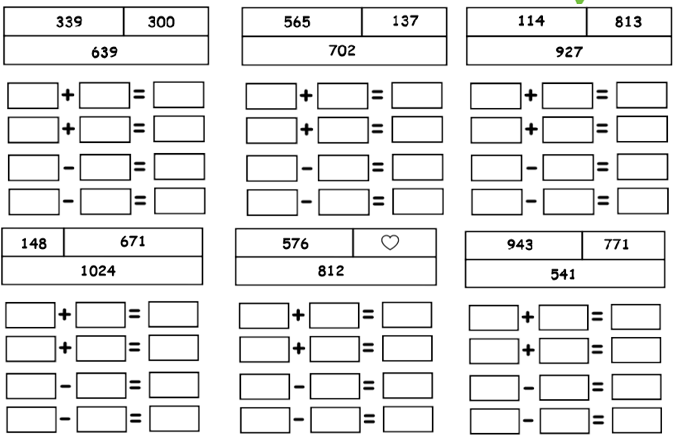 339 300 565 137 114 813
639 702 927
+ = + = + =
+ = + = + =
- = - = - =
- = - = - =
148 671 576 ♡ 943 771
1024 812 541
+ = + = + =
+ = + = + =
- = - = - =
- = - = - =